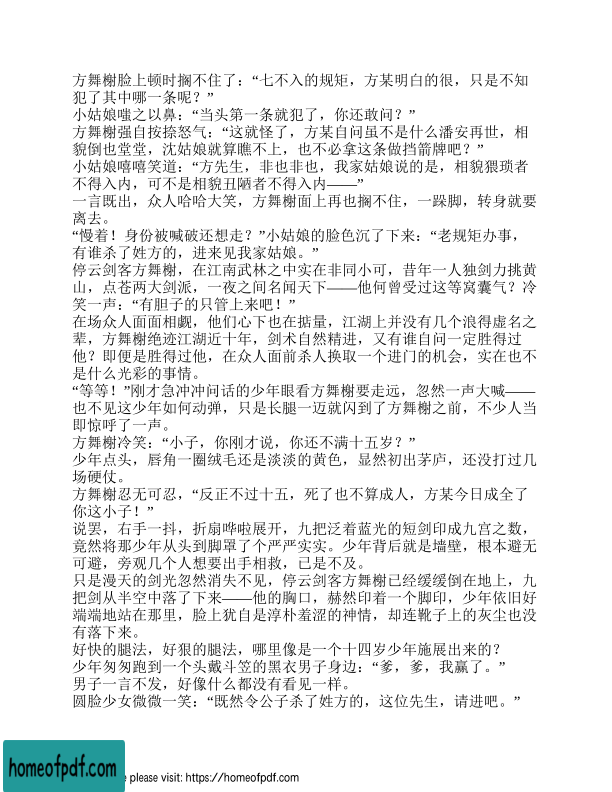 方舞榭脸上顿时搁不住了：“七不入的规矩，方某明白的很，只是不知
犯了其中哪一条呢？”
小姑娘嗤之以鼻：“当头第一条就犯了，你还敢问？”
方舞榭强自按捺怒气：“这就怪了，方某自问虽不是什么潘安再世，相
貌倒也堂堂，沈姑娘就算瞧不上，也不必拿这条做挡箭牌吧？”
小姑娘嘻嘻笑道：“方先生，非也非也，我家姑娘说的是，相貌猥琐者
不得入内，可不是相貌丑陋者不得入内——”
一言既出，众人哈哈大笑，方舞榭面上再也搁不住，一跺脚，转身就要
离去。
“慢着！身份被喊破还想走？”小姑娘的脸色沉了下来：“老规矩办事，
有谁杀了姓方的，进来见我家姑娘。”
停云剑客方舞榭，在江南武林之中实在非同小可，昔年一人独剑力挑黄
山，点苍两大剑派，一夜之间名闻天下——他何曾受过这等窝囊气？冷
笑一声：“有胆子的只管上来吧！”
在场众人面面相觑，他们心下也在掂量，江湖上并没有几个浪得虚名之
辈，方舞榭绝迹江湖近十年，剑术自然精进，又有谁自问一定胜得过
他？即便是胜得过他，在众人面前杀人换取一个进门的机会，实在也不
是什么光彩的事情。
“等等！”刚才急冲冲问话的少年眼看方舞榭要走远，忽然一声大喊——
也不见这少年如何动弹，只是长腿一迈就闪到了方舞榭之前，不少人当
即惊呼了一声。
方舞榭冷笑：“小子，你刚才说，你还不满十五岁？”
少年点头，唇角一圈绒毛还是淡淡的黄色，显然初出茅庐，还没打过几
场硬仗。
方舞榭忍无可忍，“反正不过十五，死了也不算成人，方某今日成全了
你这小子！”
说罢，右手一抖，折扇哗啦展开，九把泛着蓝光的短剑印成九宫之数，
竟然将那少年从头到脚罩了个严严实实。少年背后就是墙壁，根本避无
可避，旁观几个人想要出手相救，已是不及。
只是漫天的剑光忽然消失不见，停云剑客方舞榭已经缓缓倒在地上，九
把剑从半空中落了下来——他的胸口，赫然印着一个脚印，少年依旧好
端端地站在那里，脸上犹自是淳朴羞涩的神情，却连靴子上的灰尘也没
有落下来。
好快的腿法，好狠的腿法，哪里像是一个十四岁少年施展出来的？
少年匆匆跑到一个头戴斗笠的黑衣男子身边：“爹，爹，我赢了。”
男子一言不发，好像什么都没有看见一样。
圆脸少女微微一笑：“既然令公子杀了姓方的，这位先生，请进吧。”
homeofpdf.com
e please visit: https://homeofpdf.com